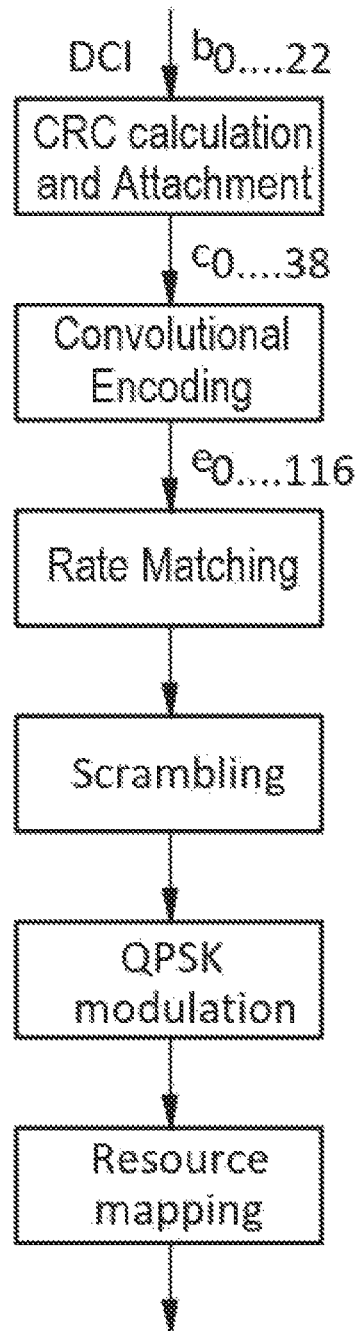 DCI b0....22
CRC calculation
and Attachment
c0....38
Convolutional
Encoding
e0....116
Rate Matching
Scrambling
QPSK
modulation
Resource
mapping